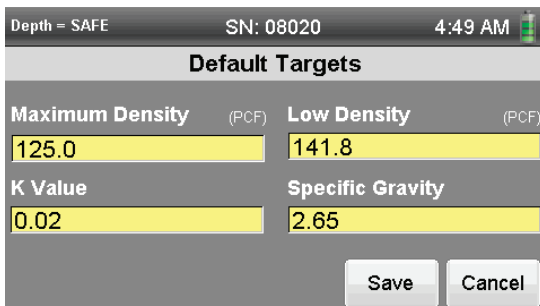 Depth = SAFE SN: 08020 4:49 AM
Default Targets
Maximum Density (PCF) Low Density (PCF)
125.0 141.8
K Value Specific Gravity
0.02 2.65
Save Cancel